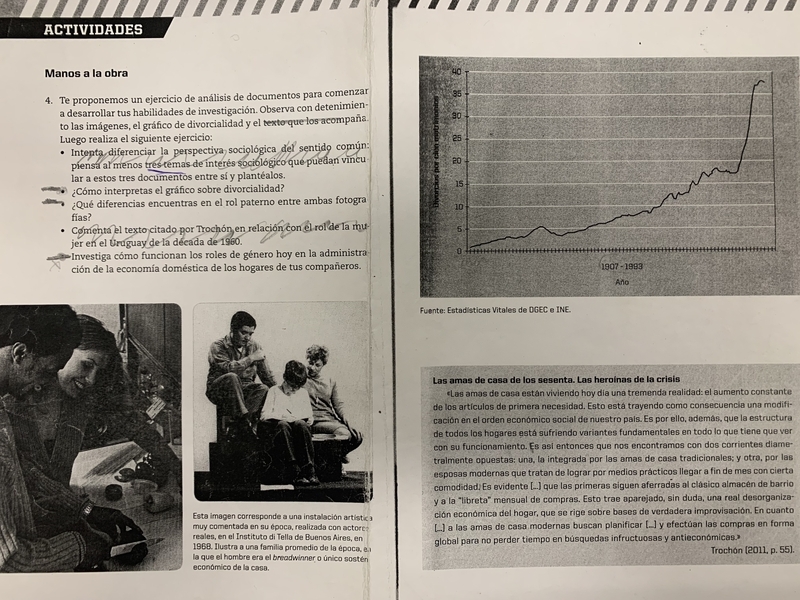 ACTIVIDADES
Manos a la obra
4. Te proponemos un ejercicio de análisis de documentos para comenzar
a desarrollar tus habilidades de investigación. Observa con detenimien-
to las imágenes, el gráfico de divorcialidad y el texto que los acompaña.
Luego realiza el siguiente ejercicio:
• Intenta diferenciar la perspectiva sociológica del sentido común:
piensa al menos tres temas de interés sociológico que puedan vincu
lar a estos tres documentos entre sí y plantéalos.
• ¿Cómo interpretas el gráfico sobre divorcialidad?
• ¿Qué diferencias encuentras en el rol paterno entre ambas fotogra
fías?
• Comenta el texto citado por Trochón en relación con el rol de la mu-
jer en el Uruguay de la década de 1960.
Investiga cómo funcionan los roles de género hoy en la administra-
ción de la economía doméstica de los hogares de tus compañeros.
Esta imagen corresponde a una instalación artística
muy comentada en su época, realizada con actores
reales, en el Instituto di Tella de Buenos Aires, en
1968. Ilustra a una familia promedio de la época, en
la que el hombre era el breadwinner o único sostén
económico de la casa.
40
35
30
25
20
15
10
5
0
1907 - 1993
Año
Fuente: Estadísticas Vitales de DGEC e INE.
Las amas de casa de los sesenta. Las heroínas de la crisis
«Las amas de casa están viviendo hoy día una tremenda realidad: el aumento constante
de los artículos de primera necesidad. Esto está trayendo como consecuencia una modifi-
cación en el orden económico social de nuestro país. Es por ello, además, que la estructura
de todos los hogares está sufriendo variantes fundamentales en todo lo que tiene que ver
con su funcionamiento. Es así entonces que nos encontramos con dos corrientes diame-
tralmente opuestas: una, la integrada por las amas de casa tradicionales; y otra, por las
esposas modernas que tratan de lograr por medios prácticos llegar a fin de mes con cierta
comodidad. Es evidente [...] que las primeras siguen aferradas al clásico almacén de barrio
y a la "libreta" mensual de compras. Esto trae aparejado, sin duda, una real desorganiza-
ción económica del hogar, que se rige sobre bases de verdadera improvisación. En cuanto
[...] a las amas de casa modernas buscan planificar [...] y efectúan las compras en forma
global para no perder tiempo en búsquedas infructuosas y antieconómicas.»
Trochón (2011, p. 55).